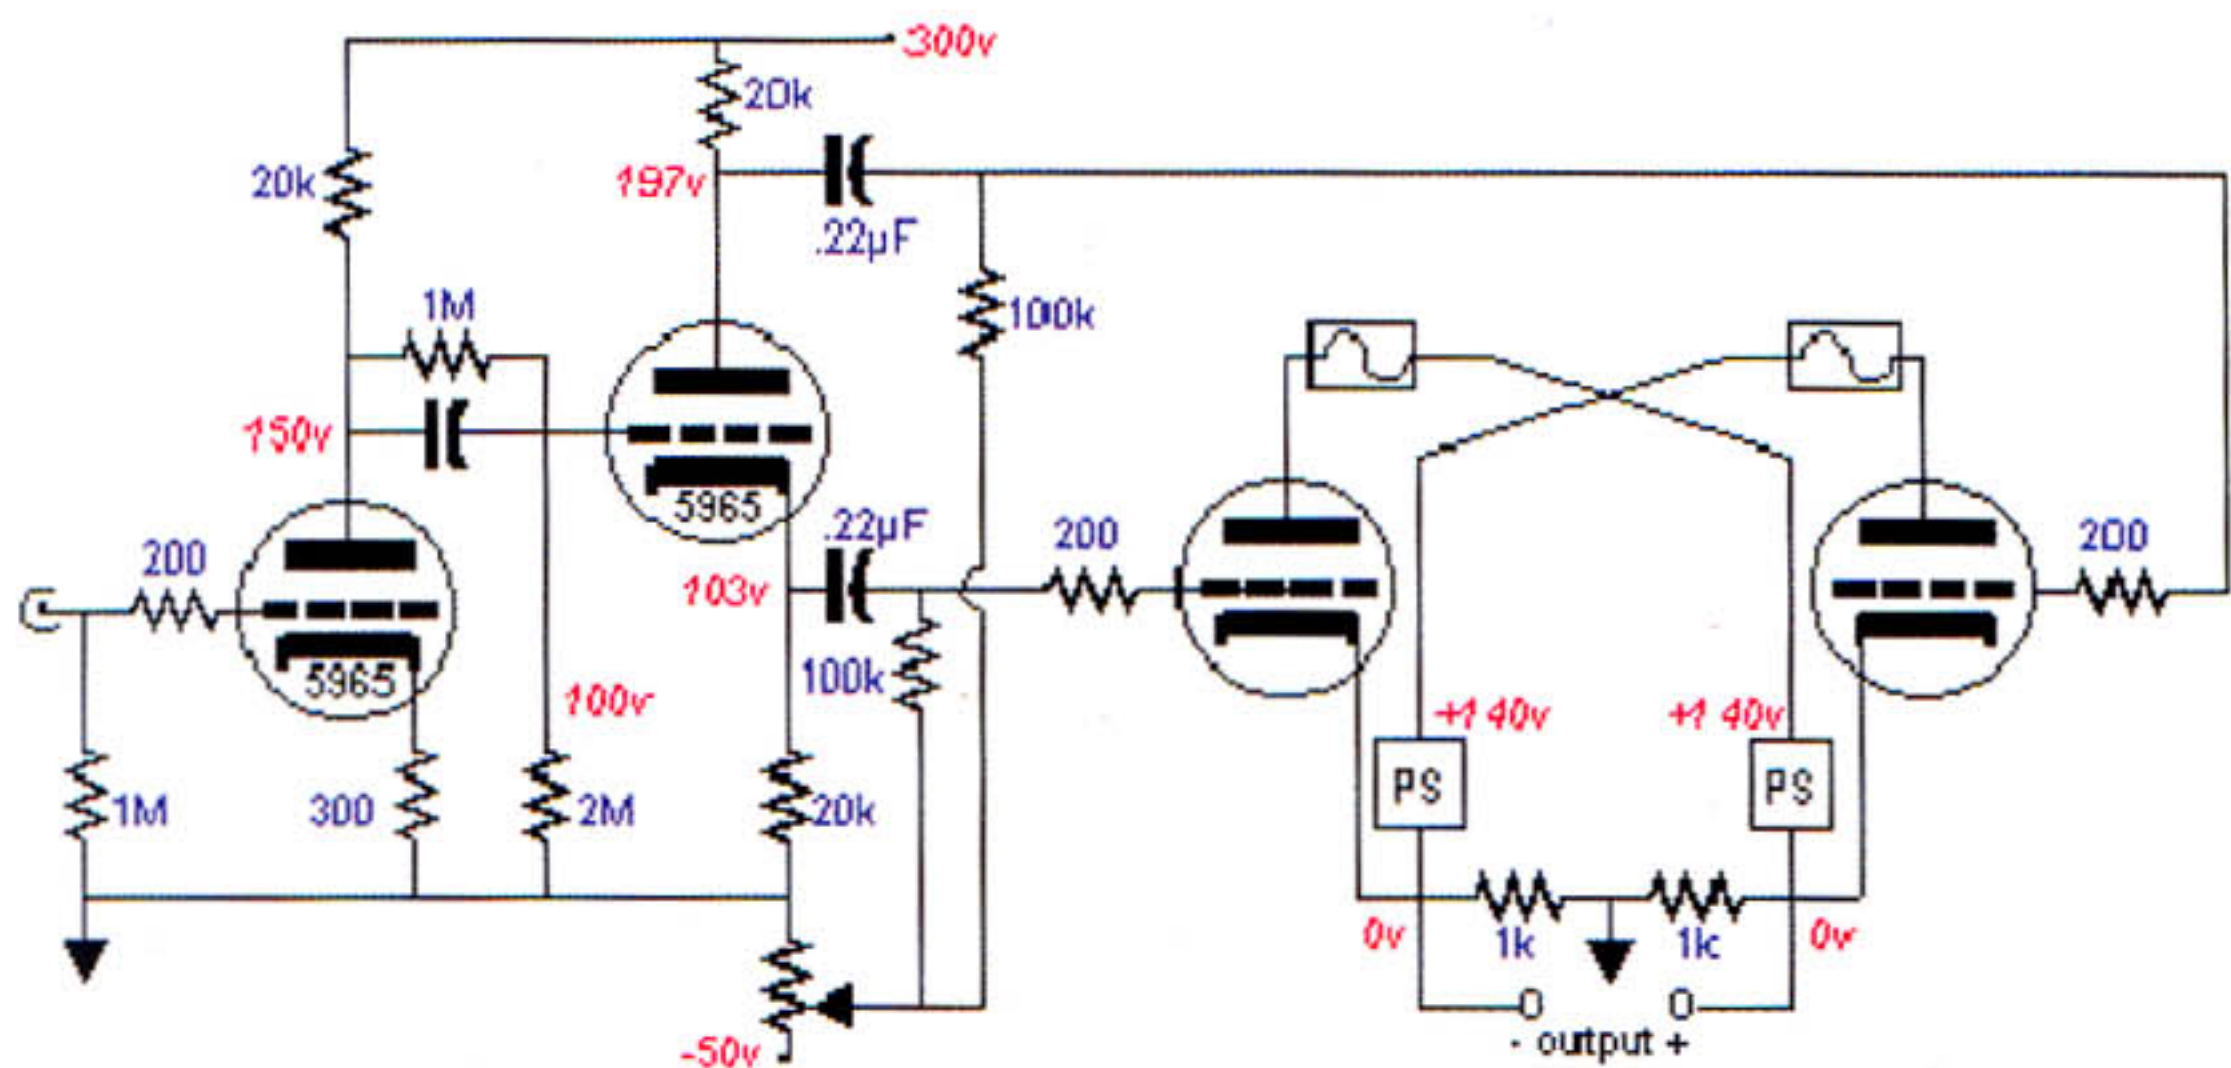 300v
20k
20k
197v
.22µF
1M
100k
150v
5965
.22µF
200
200
200
103v
5965
100k
100v
+140v
+140v
PS
PS
1M
300
2M
20k
0v
1k
1k
0v
-50v
- output +